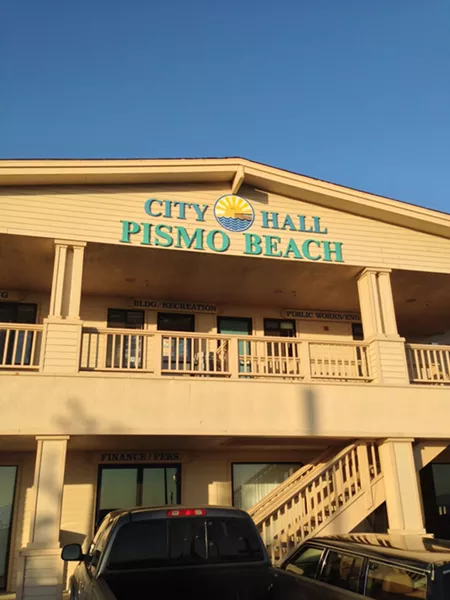 CITY HALL
PISMO BEACH
BLDG/RECREATION
PUBLIC WORKS/ENG
FINANCE/PERS.